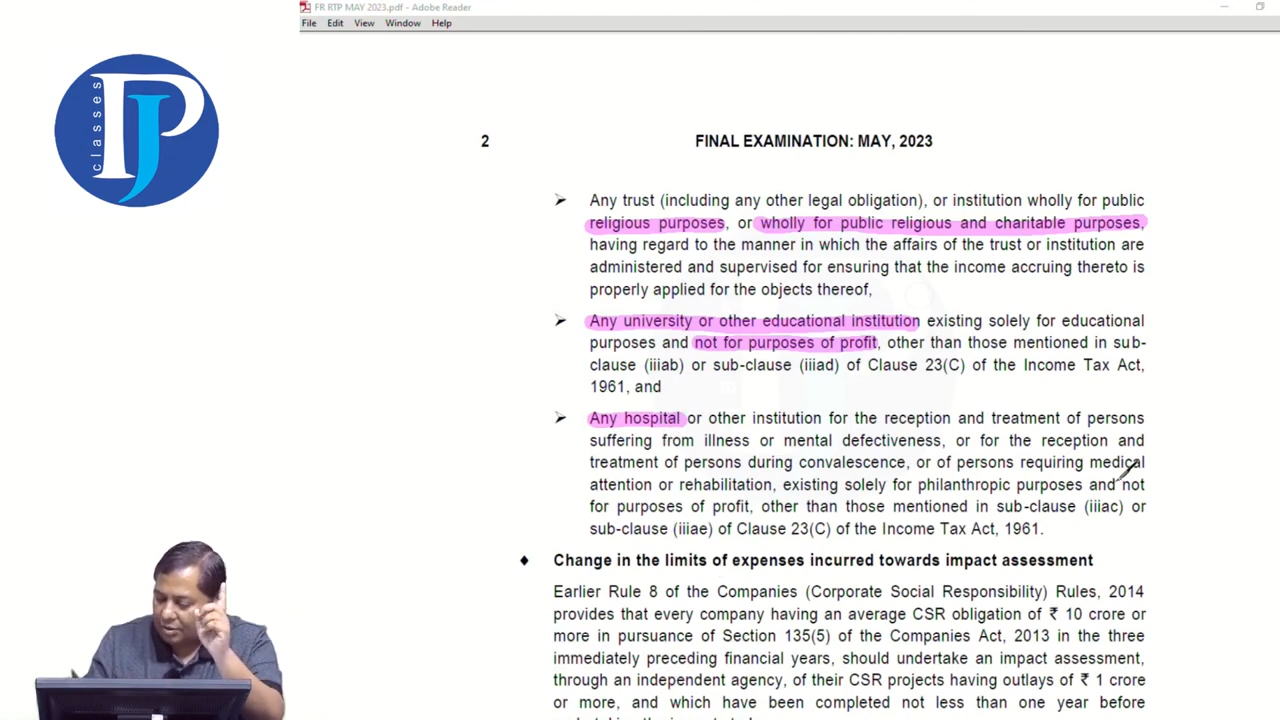 FR RTP MAY 2023.pdf - Adobe Reader
File Edit View Window Help
classes
PJ
2 FINAL EXAMINATION: MAY, 2023
➢ Any trust (including any other legal obligation), or institution wholly for public
religious purposes, or wholly for public religious and charitable purposes,
having regard to the manner in which the affairs of the trust or institution are
administered and supervised for ensuring that the income accruing thereto is
properly applied for the objects thereof,
➢ Any university or other educational institution existing solely for educational
purposes and not for purposes of profit, other than those mentioned in sub-
clause (iiiab) or sub-clause (iiiad) of Clause 23(C) of the Income Tax Act,
1961, and
➢ Any hospital or other institution for the reception and treatment of persons
suffering from illness or mental defectiveness, or for the reception and
treatment of persons during convalescence, or of persons requiring medical
attention or rehabilitation, existing solely for philanthropic purposes and not
for purposes of profit, other than those mentioned in sub-clause (iiiac) or
sub-clause (iiiae) of Clause 23(C) of the Income Tax Act, 1961.
♦ Change in the limits of expenses incurred towards impact assessment
Earlier Rule 8 of the Companies (Corporate Social Responsibility) Rules, 2014
provides that every company having an average CSR obligation of ₹ 10 crore or
more in pursuance of Section 135(5) of the Companies Act, 2013 in the three
immediately preceding financial years, should undertake an impact assessment,
through an independent agency, of their CSR projects having outlays of ₹ 1 crore
or more, and which have been completed not less than one year before